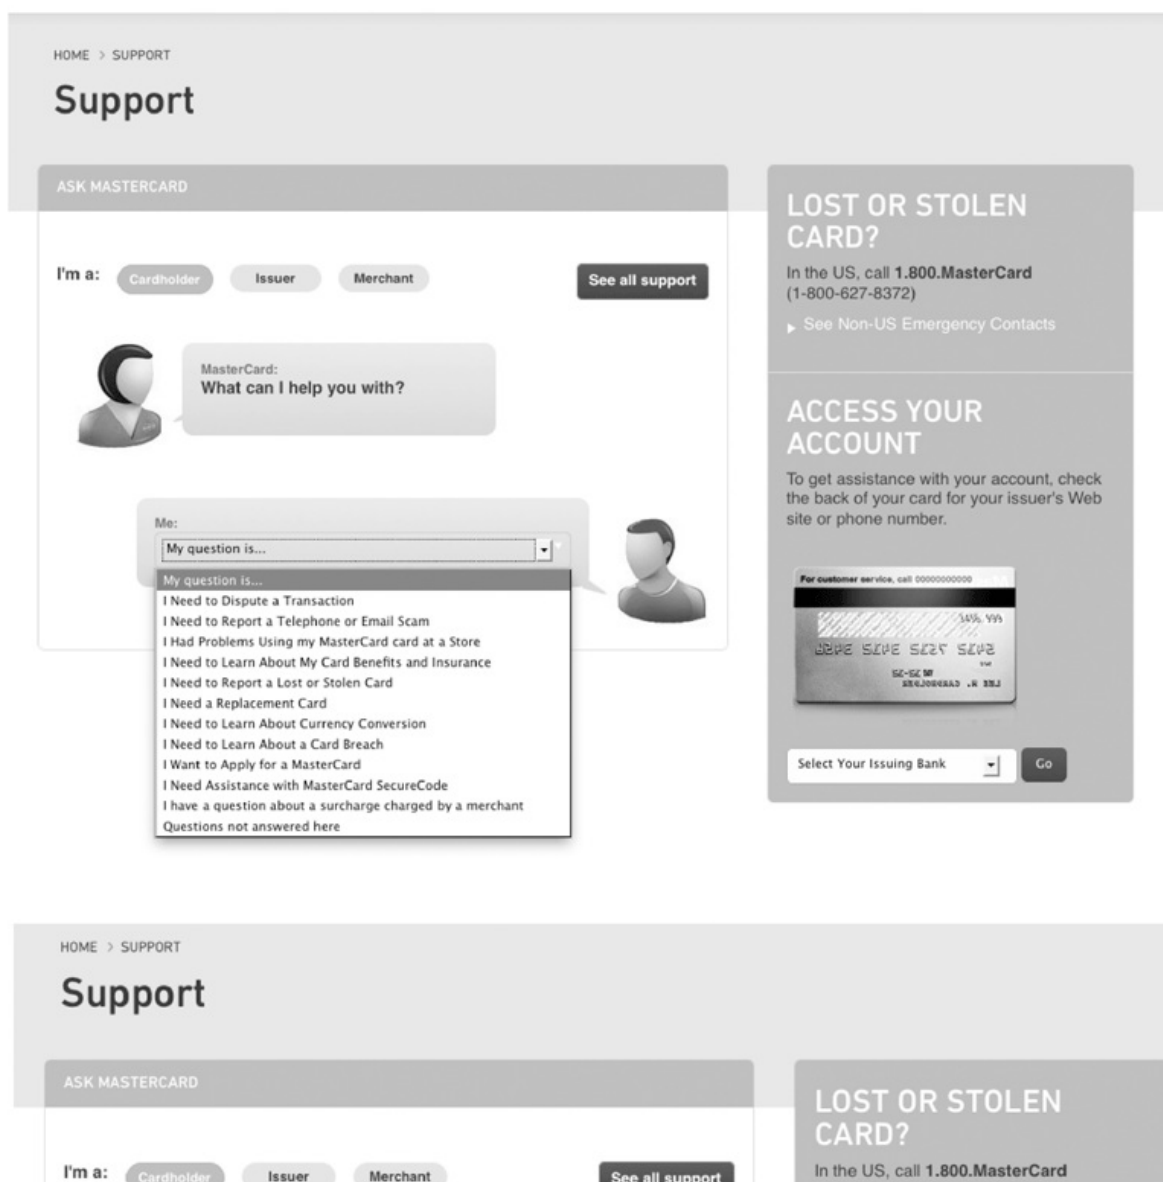 HOME > SUPPORT
Support
ASK MASTERCARD
I'm a: Cardholder Issuer Merchant See all support
MasterCard:
What can I help you with?
Me:
My question is...
My question is...
I Need to Dispute a Transaction
I Need to Report a Telephone or Email Scam
I Had Problems Using my MasterCard card at a Store
I Need to Learn About My Card Benefits and Insurance
I Need to Report a Lost or Stolen Card
I Need a Replacement Card
I Need to Learn About Currency Conversion
I Need to Learn About a Card Breach
I Want to Apply for a MasterCard
I Need Assistance with MasterCard SecureCode
I have a question about a surcharge charged by a merchant
Questions not answered here
LOST OR STOLEN
CARD?
In the US, call 1.800.MasterCard
(1-800-627-8372)
See Non-US Emergency Contacts
ACCESS YOUR
ACCOUNT
To get assistance with your account, check
the back of your card for your issuer's Web
site or phone number.
For customer service, call 00000000000
Select Your Issuing Bank Go
HOME > SUPPORT
Support
ASK MASTERCARD
I'm a: Cardholder Issuer Merchant See all support
LOST OR STOLEN
CARD?
In the US, call 1.800.MasterCard